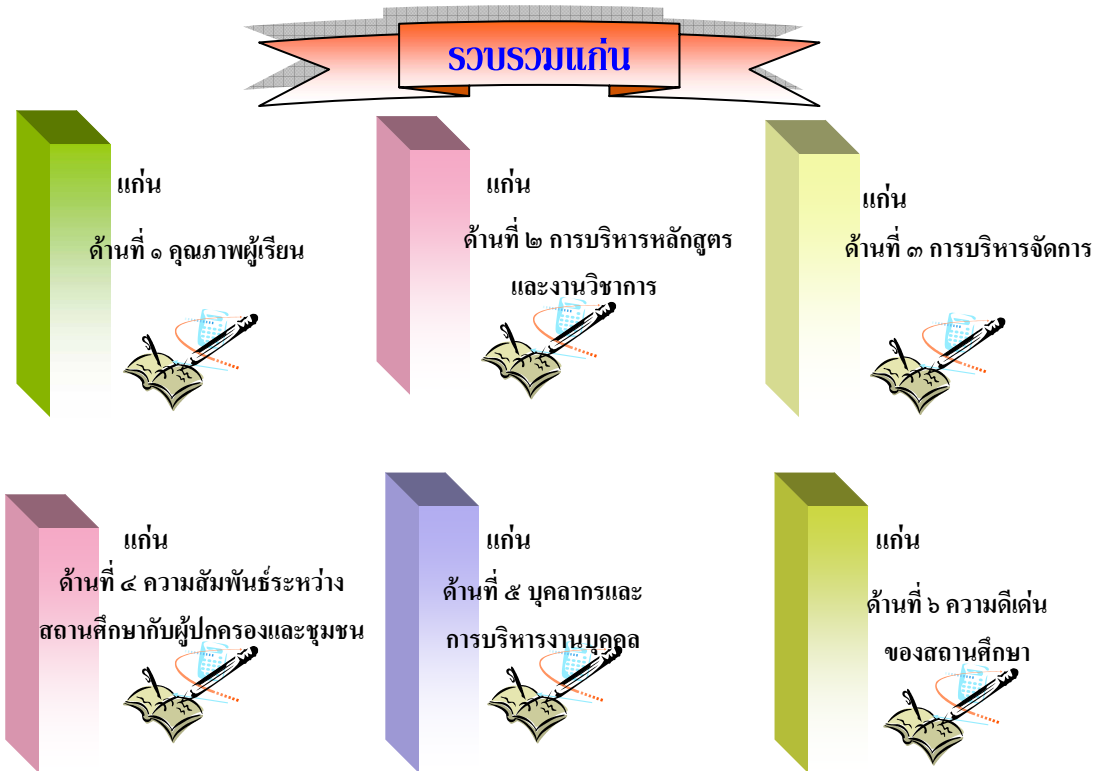 รวบรวมแก่น
แก่น
ด้านที่ ๑ คุณภาพผู้เรียน
แก่น
ด้านที่ ๒ การบริหารหลักสูตร
และงานวิชาการ
แก่น
ด้านที่ ๓ การบริหารจัดการ
แก่น
ด้านที่ ๔ ความสัมพันธ์ระหว่าง
สถานศึกษากับผู้ปกครองและชุมชน
แก่น
ด้านที่ ๕ บุคลากรและ
การบริหารงานบุคคล
แก่น
ด้านที่ ๖ ความดีเด่น
ของสถานศึกษา